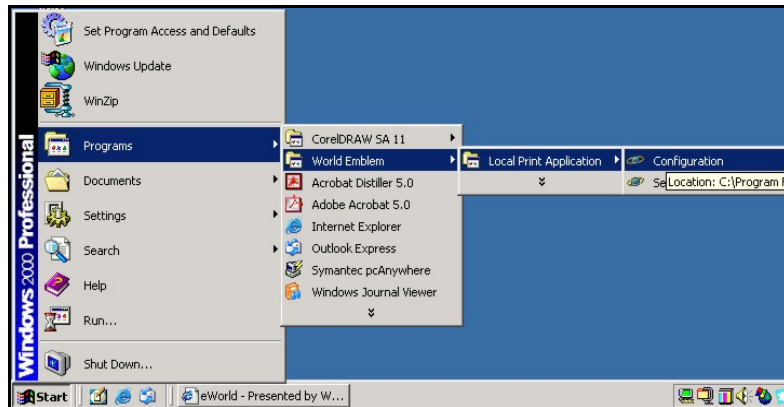 Set Program Access and Defaults
Windows Update
WinZip
Programs
Documents
Settings
Search
Help
Run...
Shut Down...
Windows 2000 Professional
CorelDRAW SA 11
World Emblem
Acrobat Distiller 5.0
Adobe Acrobat 5.0
Internet Explorer
Outlook Express
Symantec pcAnywhere
Windows Journal Viewer
Local Print Application
Configuration
Se
Location: C:\Program F
Start
eWorld - Presented by W...